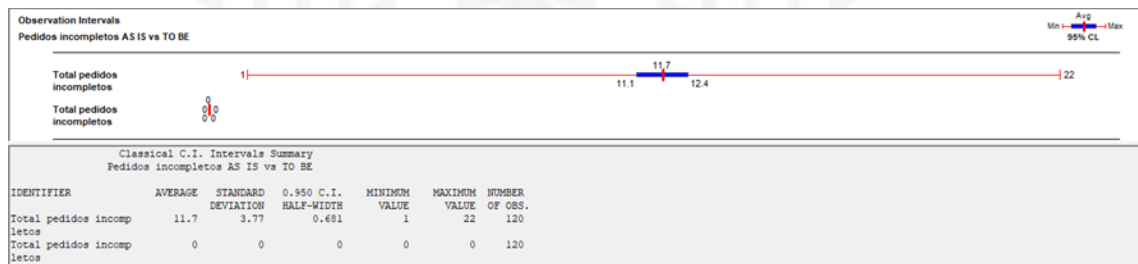 Observation Intervals
Pedidos incompletos AS IS vs TO BE
Avg
Min Max
95% CL
Total pedidos
incompletos
1 11.7 22
11.1 12.4
Total pedidos
incompletos
0
0 0
0 0
Classical C.I. Intervals Summary
Pedidos incompletos AS IS vs TO BE
IDENTIFIER AVERAGE STANDARD 0.950 C.I. MINIMUM MAXIMUM NUMBER
DEVIATION HALF-WIDTH VALUE VALUE OF OBS.
Total pedidos incomp 11.7 3.77 0.681 1 22 120
letos
Total pedidos incomp 0 0 0 0 0 120
letos